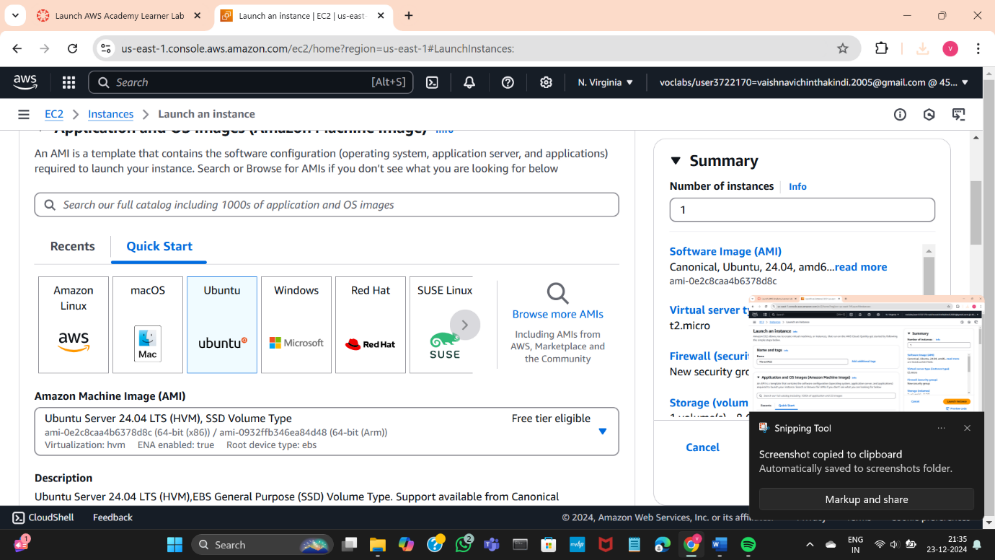 Launch AWS Academy Learner Lab
Launch an instance | EC2 | us-east-
us-east-1.console.aws.amazon.com/ec2/home?region=us-east-1#LaunchInstances:
V
aws
Search [Alt+S]
N. Virginia
voclabs/user3722170=vaishnavichinthakindi.2005@gmail.com @ 45...
EC2 > Instances > Launch an instance
Application and OS Images (Amazon Machine Image) Info
An AMI is a template that contains the software configuration (operating system, application server, and applications)
required to launch your instance. Search or Browse for AMIs if you don't see what you are looking for below
Search our full catalog including 1000s of application and OS images
Recents
Quick Start
Amazon
Linux
aws
macOS
Mac
Ubuntu
ubuntu
Windows
Microsoft
Red Hat
Red Hat
SUSE Linux
SUSE
Browse more AMIs
Including AMIs from
AWS, Marketplace and
the Community
Amazon Machine Image (AMI)
Ubuntu Server 24.04 LTS (HVM), SSD Volume Type
Free tier eligible
ami-0e2c8caa4b6378d8c (64-bit (x86)) / ami-0932ffb346ea84d48 (64-bit (Arm))
Virtualization: hvm ENA enabled: true Root device type: ebs
Description
Ubuntu Server 24.04 LTS (HVM),EBS General Purpose (SSD) Volume Type. Support available from Canonical
Summary
Number of instances Info
1
Software Image (AMI)
Canonical, Ubuntu, 24.04, amd6...read more
ami-0e2c8caa4b6378d8c
Virtual server t
t2.micro
Firewall (securi
New security gro
Storage (volum
Cancel
Snipping Tool
Screenshot copied to clipboard
Automatically saved to screenshots folder.
Markup and share
CloudShell
Feedback
© 2024, Amazon Web Services, Inc. or its affil
Search
ENG
IN
21:35
23-12-2024